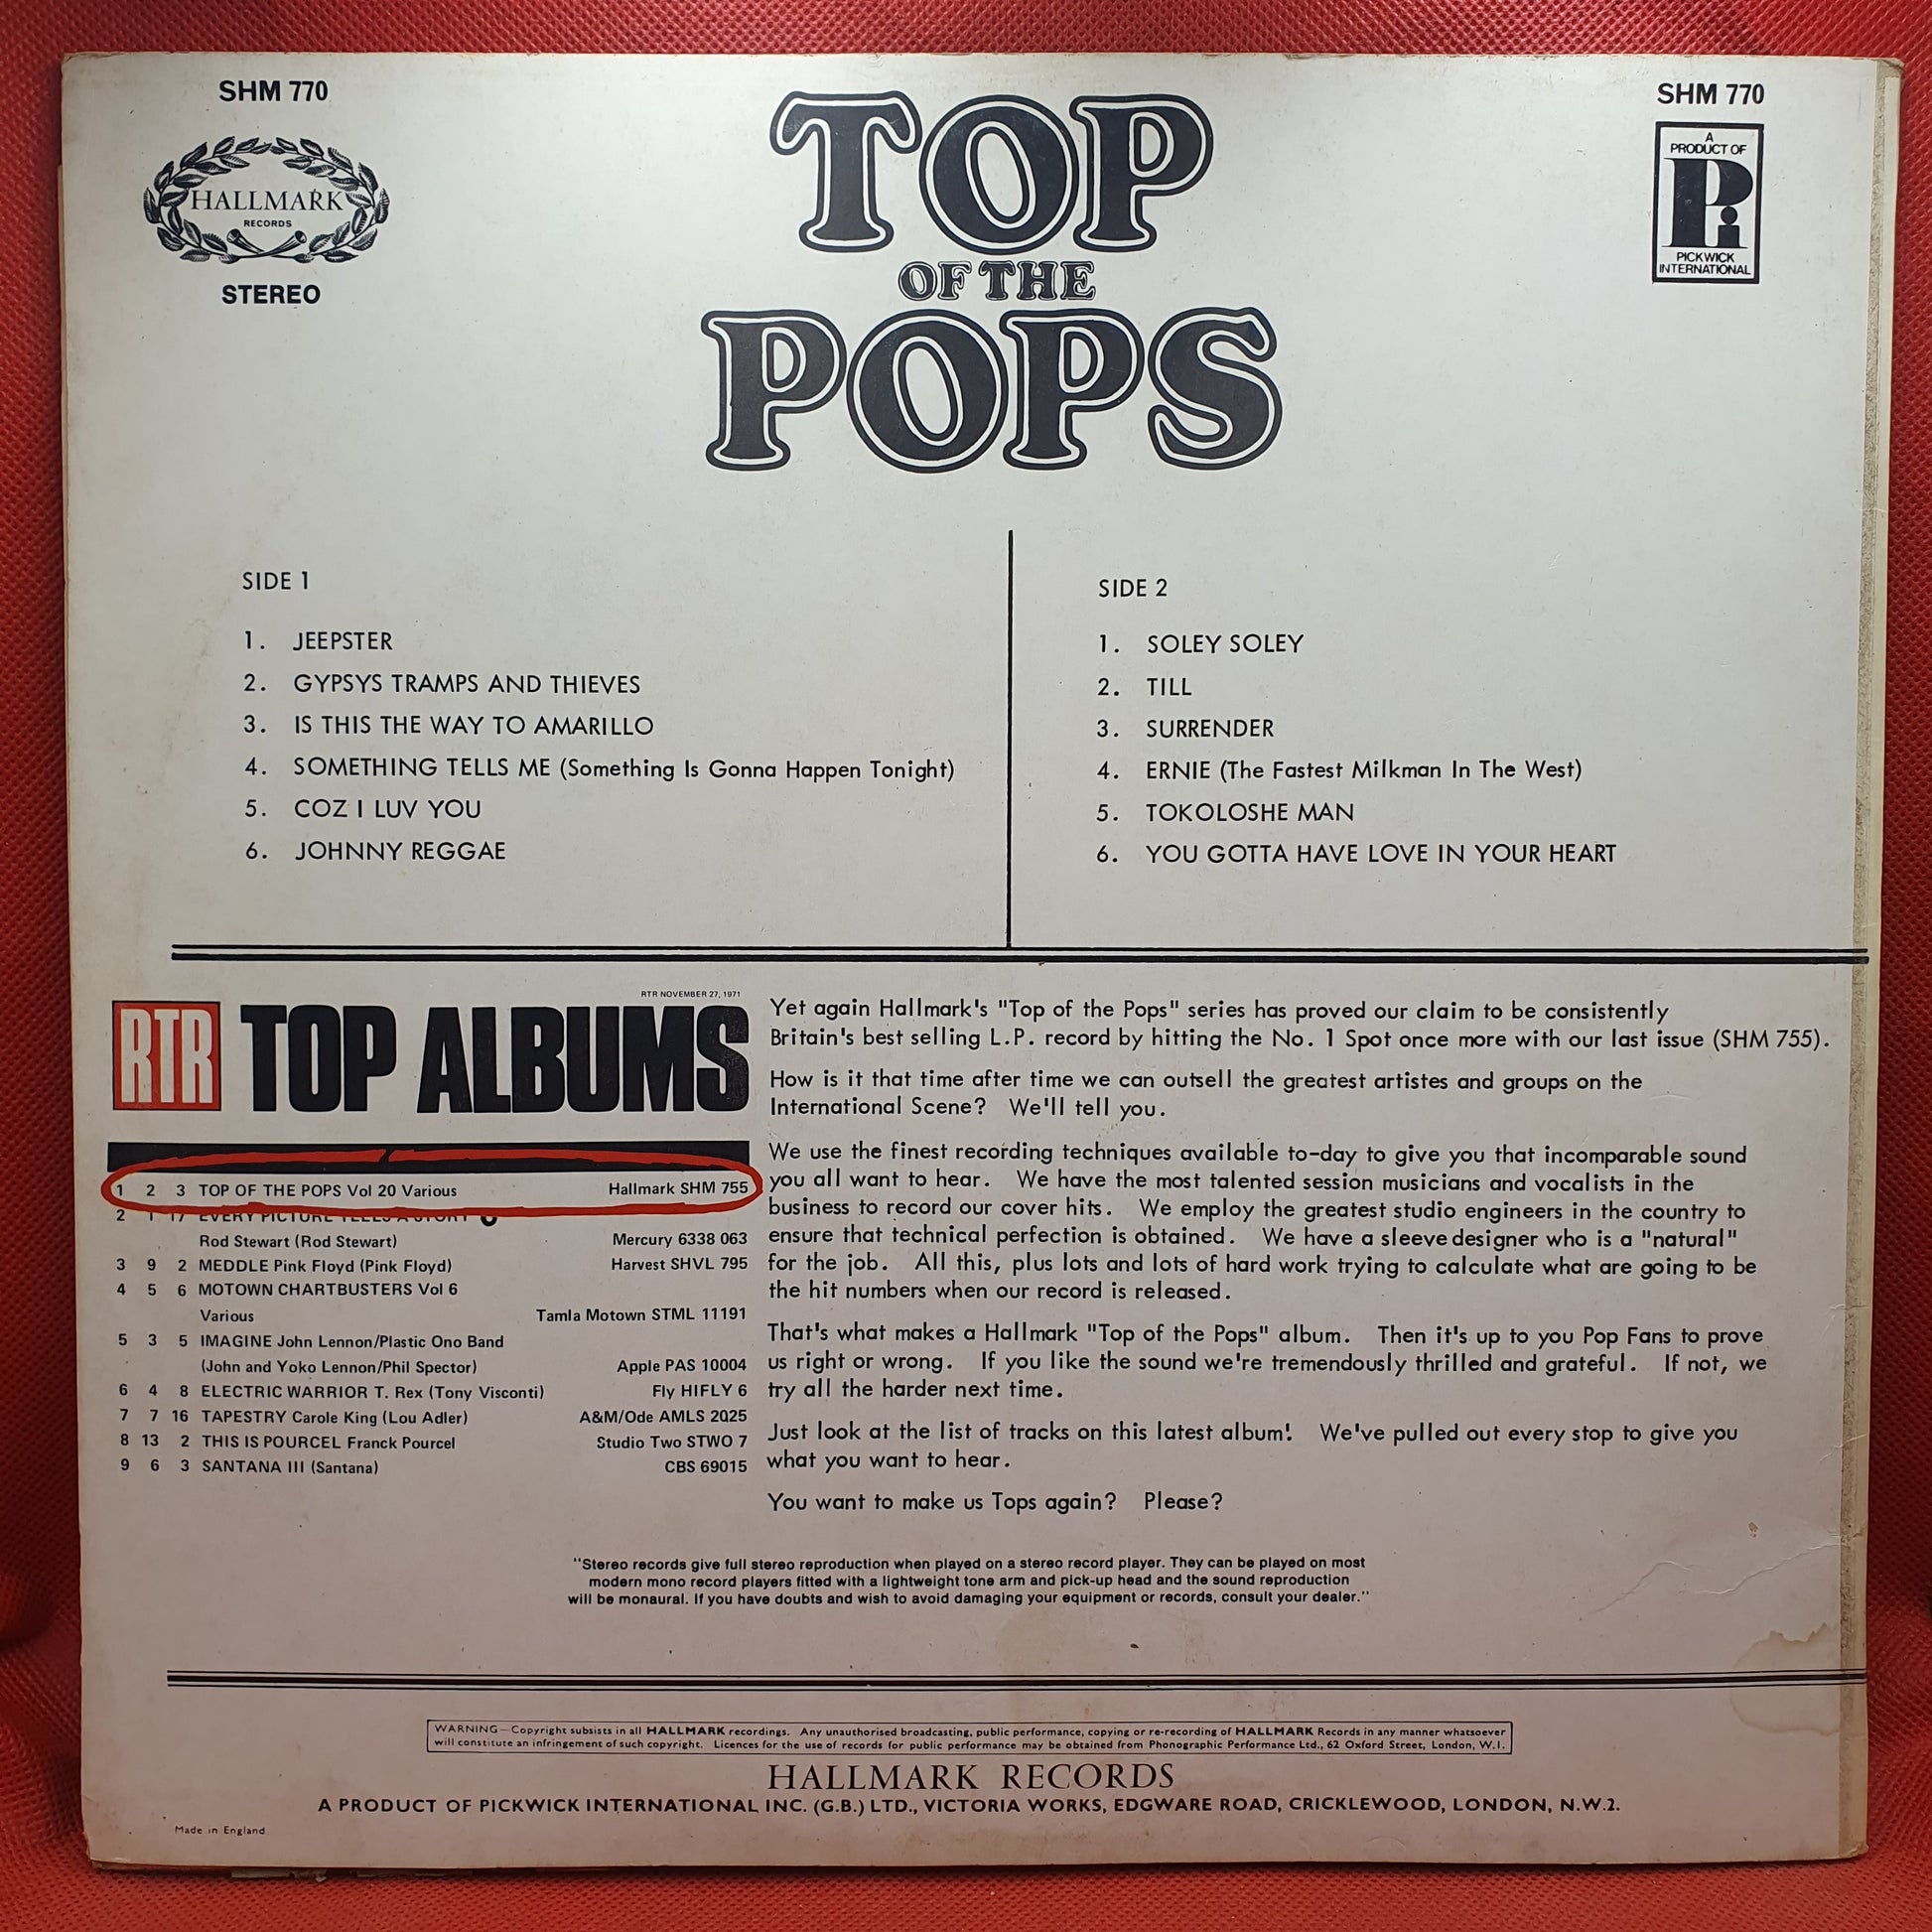 SHM 770
HALLMARK
RECORDS
STEREO
TOP
OF THE
POPS
SHM 770
A
PRODUCT OF
Pi
PICKWICK
INTERNATIONAL
SIDE 1
1. JEEPSTER
2. GYPSYS TRAMPS AND THIEVES
3. IS THIS THE WAY TO AMARILLO
4. SOMETHING TELLS ME (Something Is Gonna Happen Tonight)
5. COZ I LUV YOU
6. JOHNNY REGGAE
SIDE 2
1. SOLEY SOLEY
2. TILL
3. SURRENDER
4. ERNIE (The Fastest Milkman In The West)
5. TOKOLOSHE MAN
6. YOU GOTTA HAVE LOVE IN YOUR HEART
RTR NOVEMBER 27, 1971
RTR TOP ALBUMS
1 2 3 TOP OF THE POPS Vol 20 Various Hallmark SHM 755
2 1 17 EVERY PICTURE TELLS A STORY
Rod Stewart (Rod Stewart) Mercury 6338 063
3 9 2 MEDDLE Pink Floyd (Pink Floyd) Harvest SHVL 795
4 5 6 MOTOWN CHARTBUSTERS Vol 6
Various Tamla Motown STML 11191
5 3 5 IMAGINE John Lennon/Plastic Ono Band
(John and Yoko Lennon/Phil Spector) Apple PAS 10004
6 4 8 ELECTRIC WARRIOR T. Rex (Tony Visconti) Fly HIFLY 6
7 7 16 TAPESTRY Carole King (Lou Adler) A&M/Ode AMLS 2025
8 13 2 THIS IS POURCEL Franck Pourcel Studio Two STWO 7
9 6 3 SANTANA III (Santana) CBS 69015
Yet again Hallmark's "Top of the Pops" series has proved our claim to be consistently
Britain's best selling L.P. record by hitting the No. 1 Spot once more with our last issue (SHM 755).
How is it that time after time we can outsell the greatest artistes and groups on the
International Scene? We'll tell you.
We use the finest recording techniques available to-day to give you that incomparable sound
you all want to hear. We have the most talented session musicians and vocalists in the
business to record our cover hits. We employ the greatest studio engineers in the country to
ensure that technical perfection is obtained. We have a sleeve designer who is a "natural"
for the job. All this, plus lots and lots of hard work trying to calculate what are going to be
the hit numbers when our record is released.
That's what makes a Hallmark "Top of the Pops" album. Then it's up to you Pop Fans to prove
us right or wrong. If you like the sound we're tremendously thrilled and grateful. If not, we
try all the harder next time.
Just look at the list of tracks on this latest album! We've pulled out every stop to give you
what you want to hear.
You want to make us Tops again? Please?
"Stereo records give full stereo reproduction when played on a stereo record player. They can be played on most
modern mono record players fitted with a lightweight tone arm and pick-up head and the sound reproduction
will be monaural. If you have doubts and wish to avoid damaging your equipment or records, consult your dealer."
WARNING—Copyright subsists in all HALLMARK recordings. Any unauthorised broadcasting, public performance, copying or re-recording of HALLMARK Records in any manner whatsoever
will constitute an infringement of such copyright. Licences for the use of records for public performance may be obtained from Phonographic Performance Ltd., 62 Oxford Street, London, W.1.
HALLMARK RECORDS
A PRODUCT OF PICKWICK INTERNATIONAL INC. (G.B.) LTD., VICTORIA WORKS, EDGWARE ROAD, CRICKLEWOOD, LONDON, N.W.2.
Made in England